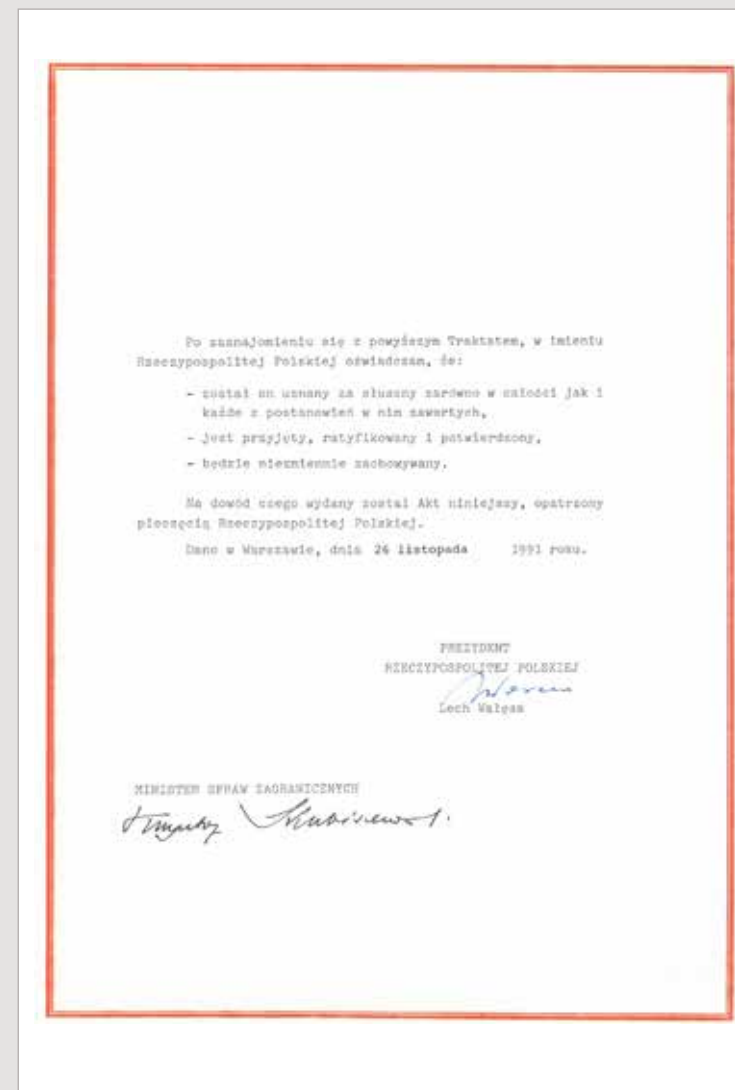 Po zaznajomieniu się z powyższym Traktatem, w imieniu
Rzeczypospolitej Polskiej oświadczam, że:
- został on uznany za słuszny zarówno w całości jak i
każde z postanowień w nim zawartych,
- jest przyjęty, ratyfikowany i potwierdzony,
- będzie niezmiennie zachowywany.
Na dowód czego wydany został Akt niniejszy, opatrzony
pieczęcią Rzeczypospolitej Polskiej.
Dano w Warszawie, dnia 26 listopada 1991 roku.
PREZYDENT
RZECZYPOSPOLITEJ POLSKIEJ
Lech Wałęsa
MINISTER SPRAW ZAGRANICZNYCH
Krzysztof Skubiszewski